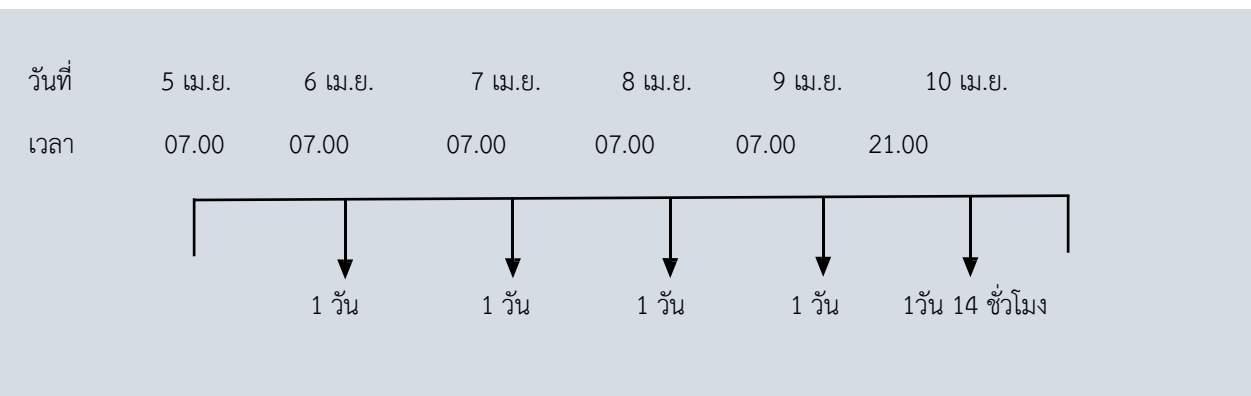 วันที่ 5 เม.ย. 6 เม.ย. 7 เม.ย. 8 เม.ย. 9 เม.ย. 10 เม.ย.
เวลา 07.00 07.00 07.00 07.00 07.00 21.00
1 วัน 1 วัน 1 วัน 1 วัน 1วัน 14 ชั่วโมง